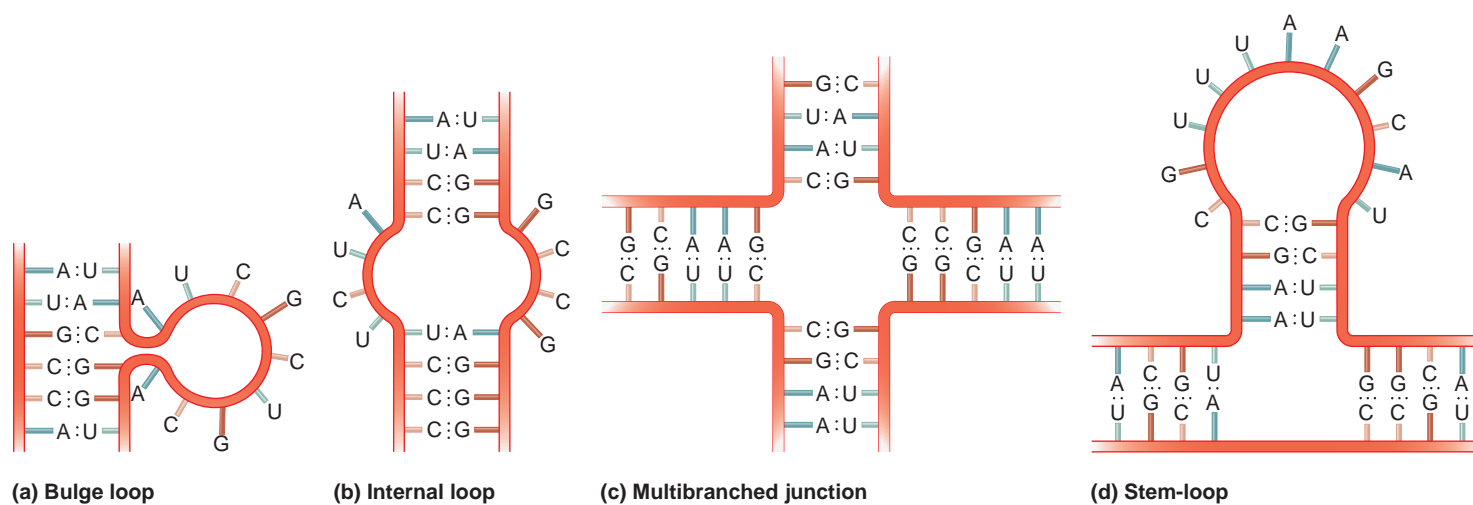 A:U
U:A
G⋮C
C⋮G
C⋮G
A:U
A
U
C
G
C
U
G
C
A
(a) Bulge loop
A:U
U:A
C⋮G
C⋮G
A
U
C
U
G
C
C
G
U:A
C⋮G
C⋮G
C⋮G
(b) Internal loop
G⋮C
U:A
A:U
C⋮G
G⋮C
C⋮G
A:U
A:U
G⋮C
C⋮G
C⋮G
G⋮C
A:U
A:U
C⋮G
G⋮C
A:U
A:U
(c) Multibranched junction
C
G
U
U
U
A
A
G
C
A
U
C⋮G
G⋮C
A:U
A:U
A:U
C⋮G
G⋮C
U:A
G⋮C
G⋮C
C⋮G
A:U
(d) Stem-loop